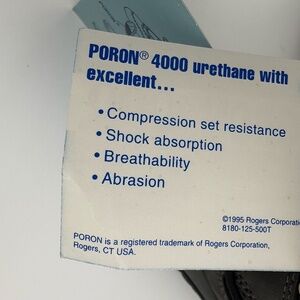 PORON® 4000 urethane with
excellent...
• Compression set resistance
• Shock absorption
• Breathability
• Abrasion
©1995 Rogers Corporatio
8180-125-500T
PORON is a registered trademark of Rogers Corporation,
Rogers, CT USA.